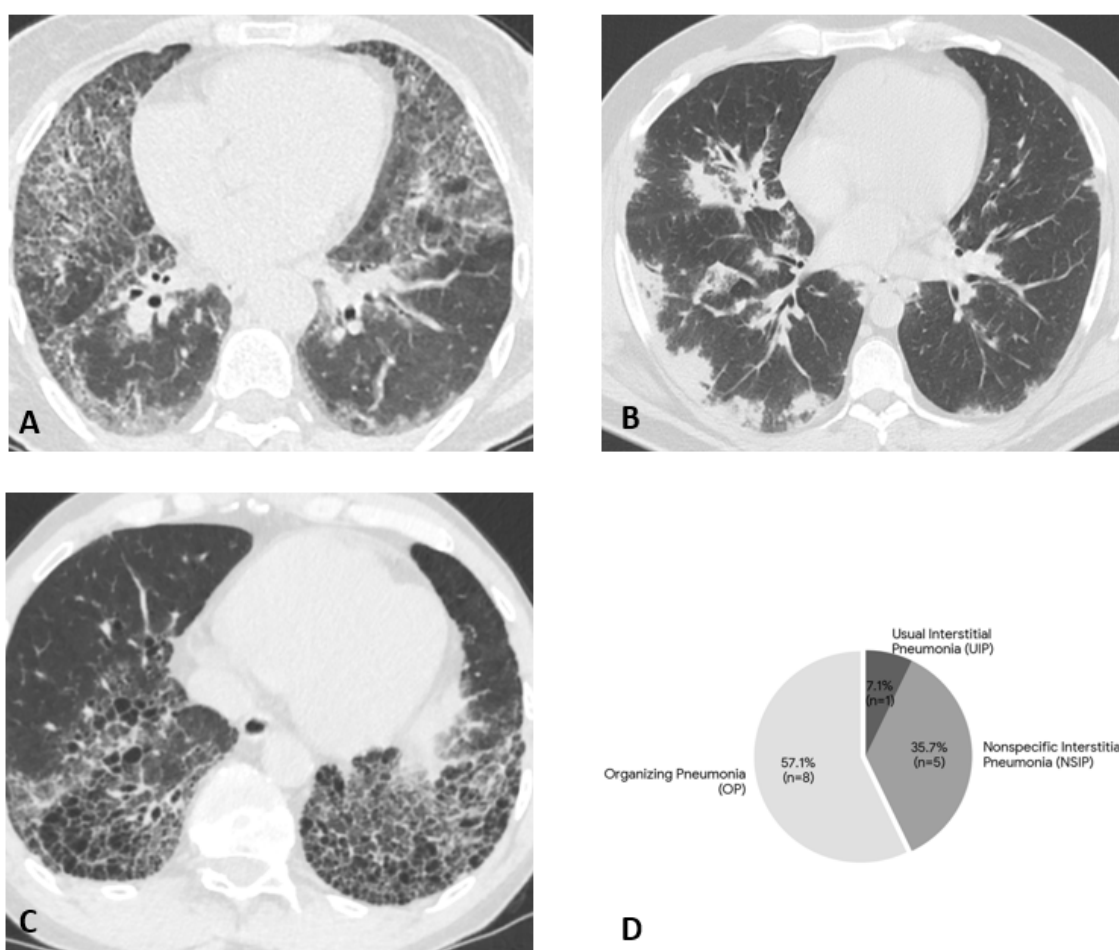 A
B
C
Usual Interstitial
Pneumonia (UIP)
7.1%
(n=1)
35.7%
(n=5)
Nonspecific Interstitia
Pneumonia (NSIP)
57.1%
(n=8)
Organizing Pneumonia
(OP)
D